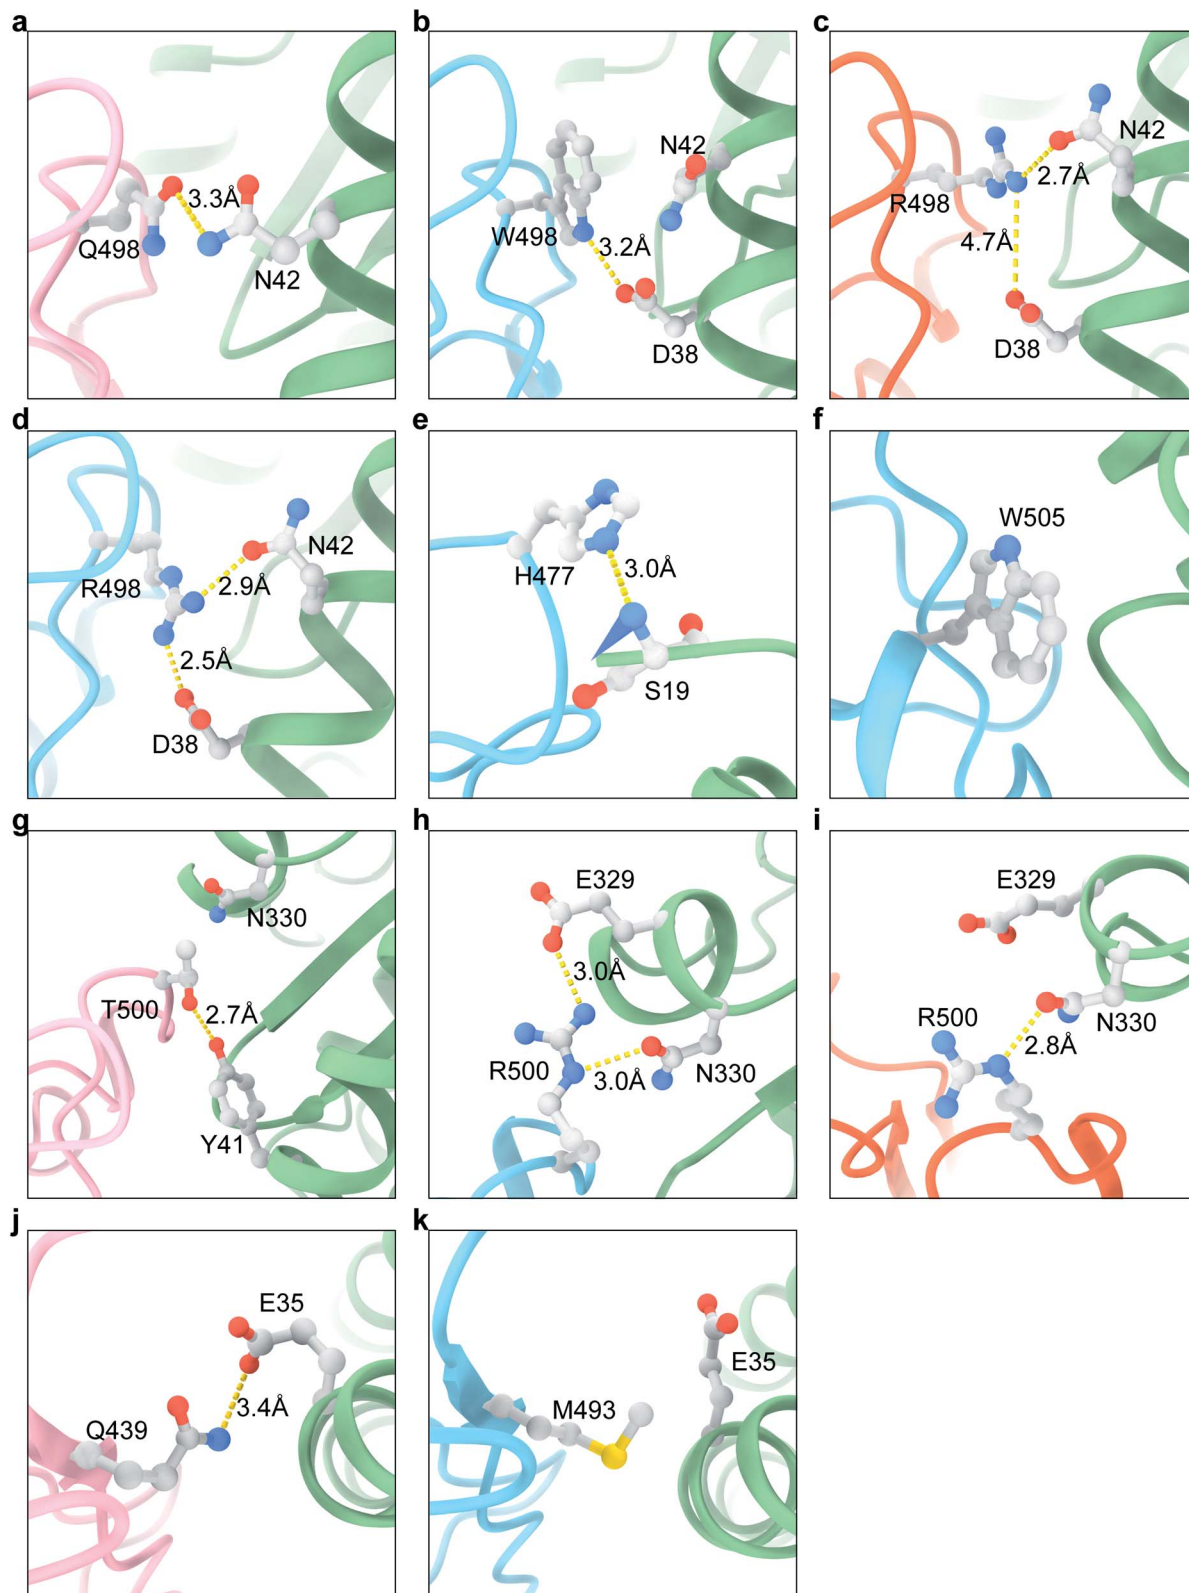 a
Q498
3.3Å
N42
b
W498
N42
3.2Å
D38
c
N42
R498
2.7Å
4.7Å
D38
d
R498
N42
2.9Å
2.5Å
D38
e
H477
3.0Å
S19
f
W505
g
N330
T500
2.7Å
Y41
h
E329
3.0Å
R500
3.0Å
N330
i
E329
R500
N330
2.8Å
j
E35
Q439
3.4Å
k
E35
M493